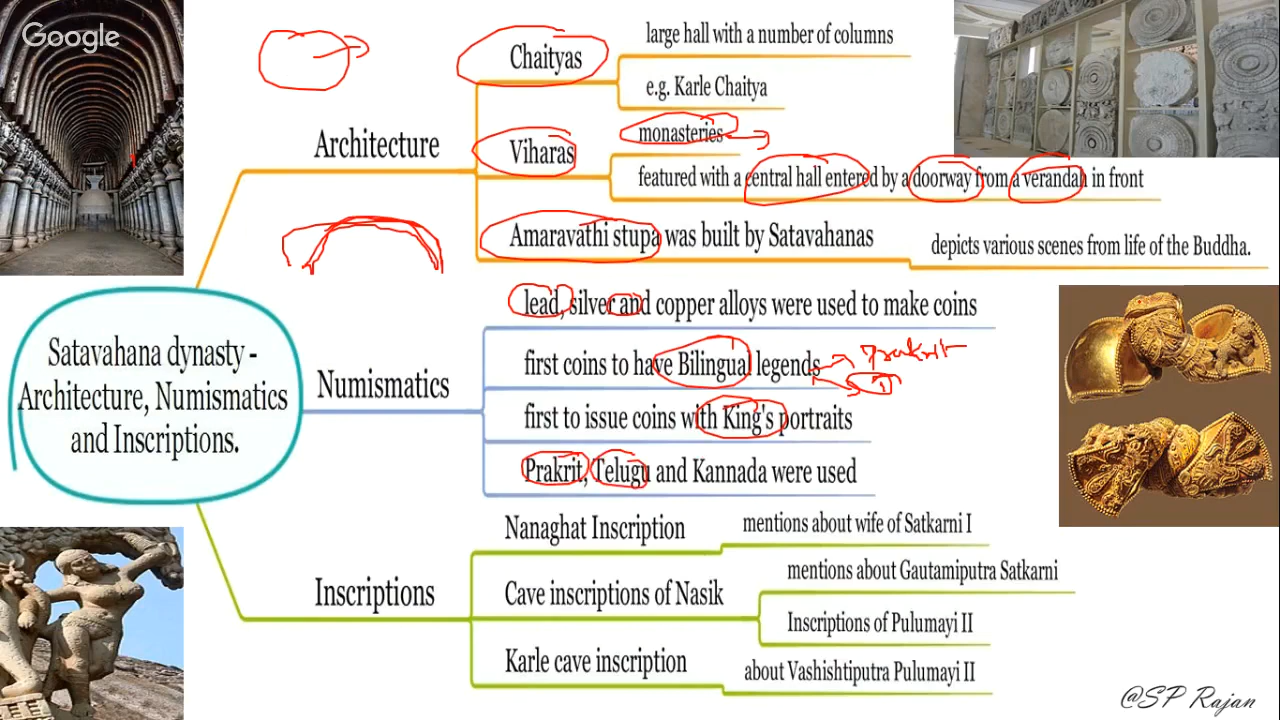 Google
Chaityas
large hall with a number of columns
e.g. Karle Chaitya
Architecture
Viharas
monasteries
featured with a central hall entered by a doorway from a verandah in front
Amaravathi stupa was built by Satavahanas
depicts various scenes from life of the Buddha.
Satavahana dynasty -
Architecture, Numismatics
and Inscriptions.
Numismatics
lead, silver and copper alloys were used to make coins
first coins to have Bilingual legends
Prakrit
first to issue coins with King's portraits
Prakrit, Telugu and Kannada were used
Inscriptions
Nanaghat Inscription
mentions about wife of Satkarni I
Cave inscriptions of Nasik
mentions about Gautamiputra Satkarni
Inscriptions of Pulumayi II
Karle cave inscription
about Vashishtiputra Pulumayi II
@SP Rajan